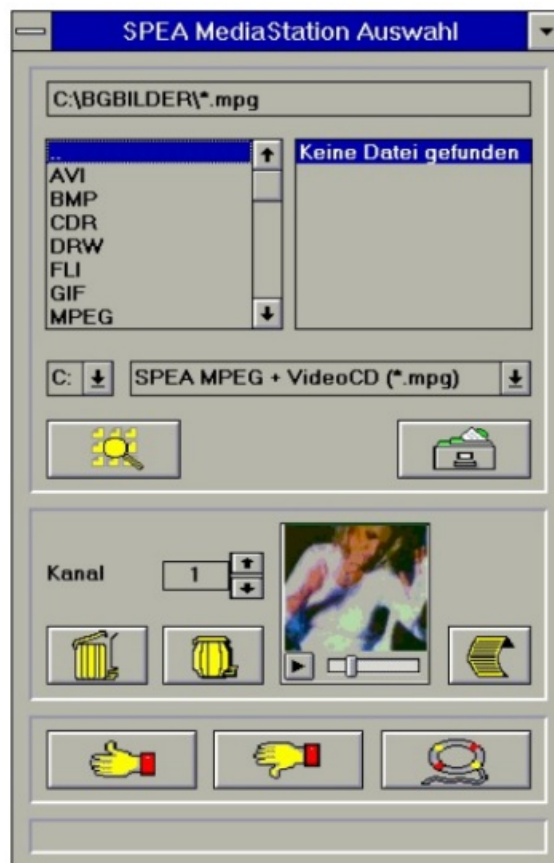 SPEA MediaStation Auswahl
C:\BGBILDER\*.mpg
..
AVI
BMP
CDR
DRW
FLI
GIF
MPEG
Keine Datei gefunden
C:
SPEA MPEG + VideoCD (*.mpg)
Kanal
1